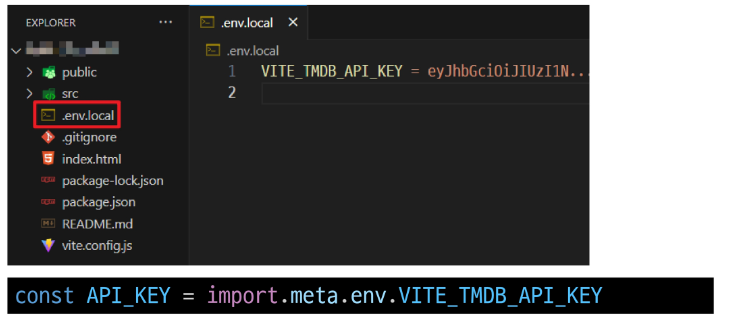 EXPLORER ...
.env.local ×
.env.local
public
src
.env.local
.gitignore
index.html
package-lock.json
package.json
README.md
vite.config.js
1 VITE_TMDB_API_KEY = eyJhbGciOiJIUzI1N...
2
const API_KEY = import.meta.env.VITE_TMDB_API_KEY